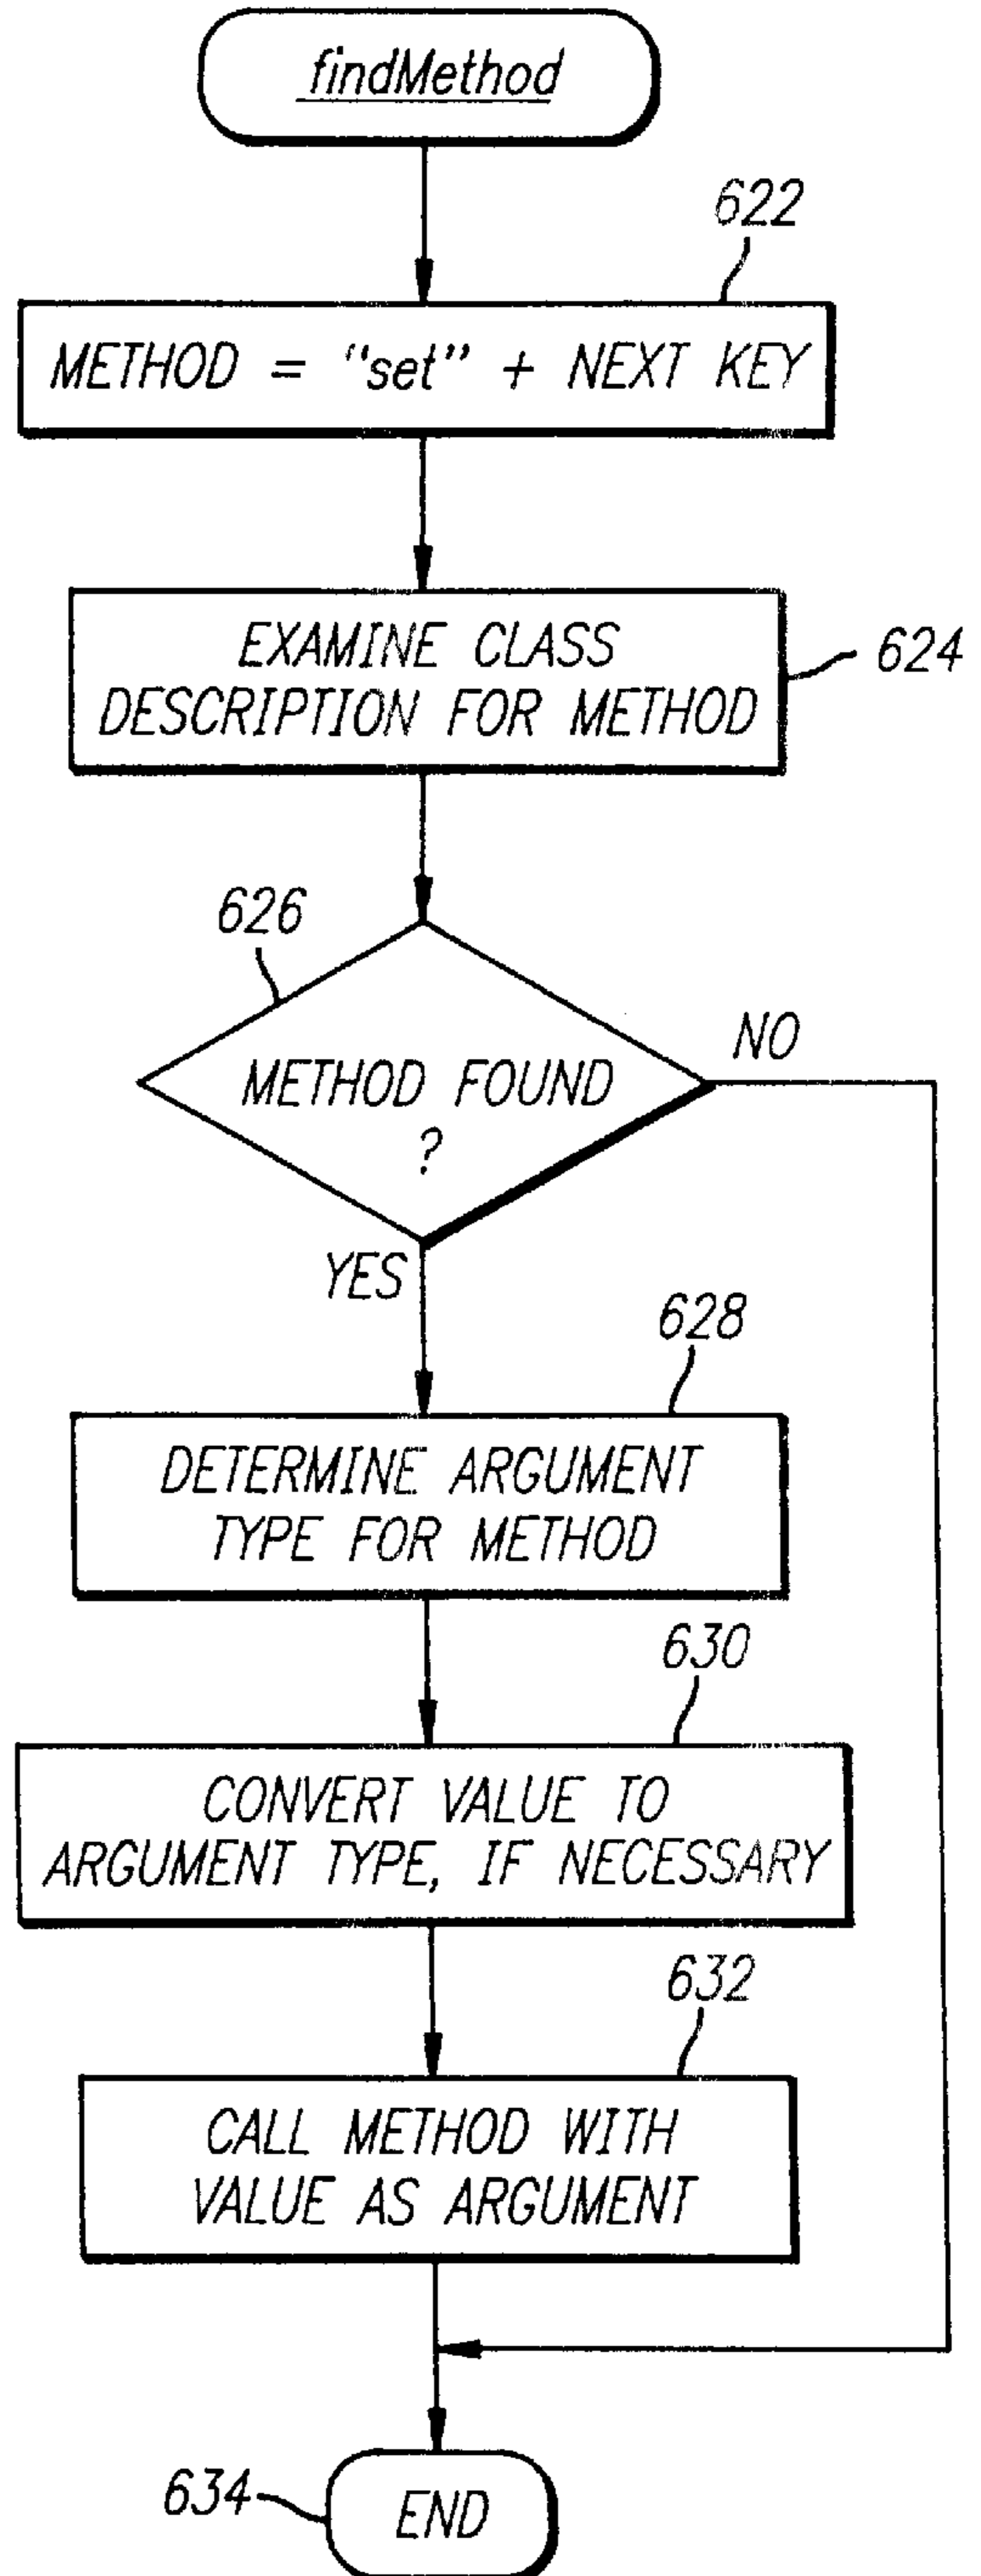 findMethod
622
METHOD = "set" + NEXT KEY
EXAMINE CLASS
DESCRIPTION FOR METHOD
624
626
METHOD FOUND
?
NO
YES
628
DETERMINE ARGUMENT
TYPE FOR METHOD
630
CONVERT VALUE TO
ARGUMENT TYPE, IF NECESSARY
632
CALL METHOD WITH
VALUE AS ARGUMENT
634
END